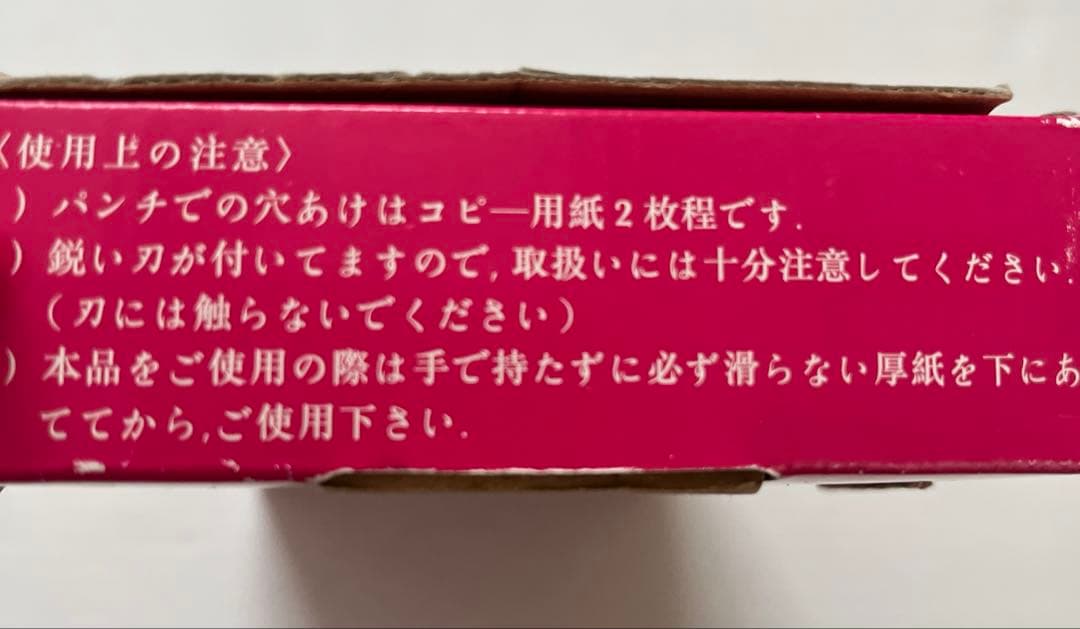 〈使用上の注意〉
) パンチでの穴あけはコピー用紙2枚程です.
) 鋭い刃が付いてますので, 取扱いには十分注意してください.
(刃には触らないでください)
) 本品をご使用の際は手で持たずに必ず滑らない厚紙を下にあ
ててから,ご使用下さい.